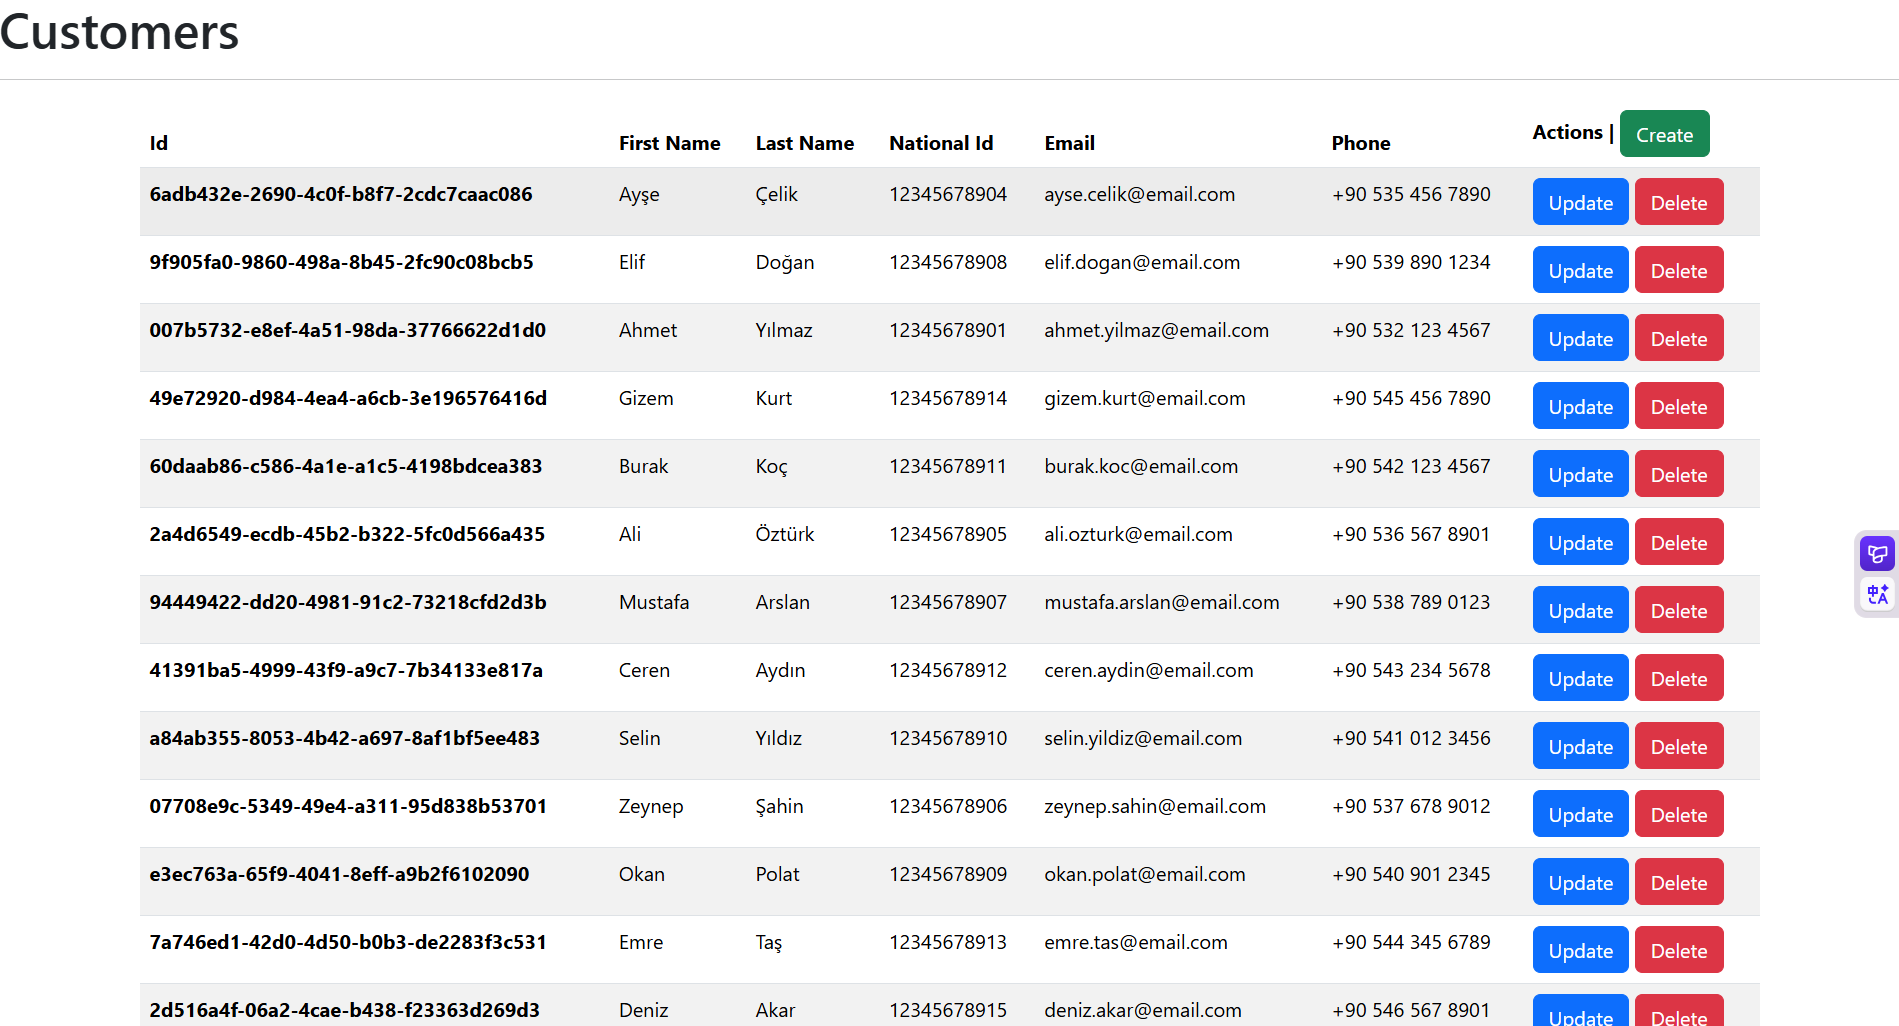 Customers
Id First Name Last Name National Id Email Phone Actions | Create
6adb432e-2690-4c0f-b8f7-2cdc7caac086 Ayşe Çelik 12345678904 ayse.celik@email.com +90 535 456 7890 Update Delete
9f905fa0-9860-498a-8b45-2fc90c08bcb5 Elif Doğan 12345678908 elif.dogan@email.com +90 539 890 1234 Update Delete
007b5732-e8ef-4a51-98da-37766622d1d0 Ahmet Yılmaz 12345678901 ahmet.yilmaz@email.com +90 532 123 4567 Update Delete
49e72920-d984-4ea4-a6cb-3e196576416d Gizem Kurt 12345678914 gizem.kurt@email.com +90 545 456 7890 Update Delete
60daab86-c586-4a1e-a1c5-4198bdcea383 Burak Koç 12345678911 burak.koc@email.com +90 542 123 4567 Update Delete
2a4d6549-ecdb-45b2-b322-5fc0d566a435 Ali Öztürk 12345678905 ali.ozturk@email.com +90 536 567 8901 Update Delete
94449422-dd20-4981-91c2-73218cfd2d3b Mustafa Arslan 12345678907 mustafa.arslan@email.com +90 538 789 0123 Update Delete
41391ba5-4999-43f9-a9c7-7b34133e817a Ceren Aydın 12345678912 ceren.aydin@email.com +90 543 234 5678 Update Delete
a84ab355-8053-4b42-a697-8af1bf5ee483 Selin Yıldız 12345678910 selin.yildiz@email.com +90 541 012 3456 Update Delete
07708e9c-5349-49e4-a311-95d838b53701 Zeynep Şahin 12345678906 zeynep.sahin@email.com +90 537 678 9012 Update Delete
e3ec763a-65f9-4041-8eff-a9b2f6102090 Okan Polat 12345678909 okan.polat@email.com +90 540 901 2345 Update Delete
7a746ed1-42d0-4d50-b0b3-de2283f3c531 Emre Taş 12345678913 emre.tas@email.com +90 544 345 6789 Update Delete
2d516a4f-06a2-4cae-b438-f23363d269d3 Deniz Akar 12345678915 deniz.akar@email.com +90 546 567 8901 Update Delete